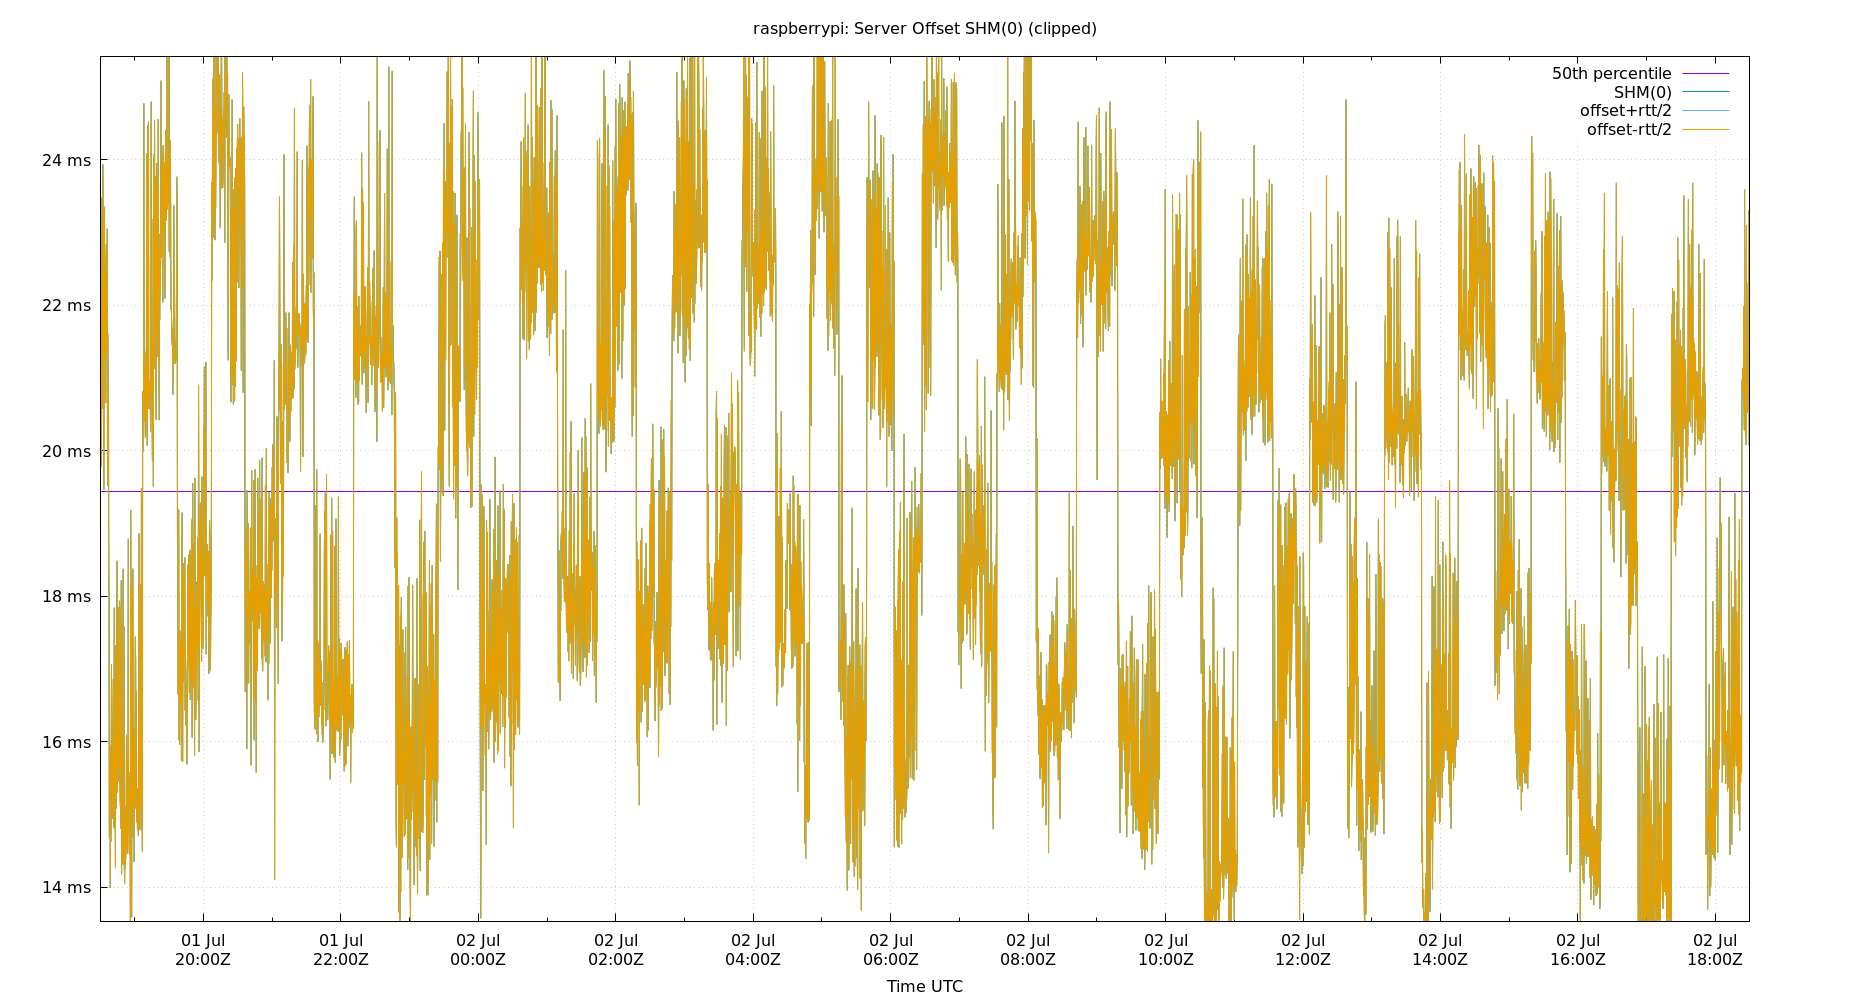 raspberrypi: Server Offset SHM(0) (clipped)
50th percentile
SHM(0)
offset+rtt/2
offset-rtt/2
24 ms
22 ms
20 ms
18 ms
16 ms
14 ms
01 Jul 01 Jul 02 Jul 02 Jul 02 Jul 02 Jul 02 Jul 02 Jul 02 Jul 02 Jul 02 Jul 02 Jul
20:00Z 22:00Z 00:00Z 02:00Z 04:00Z 06:00Z 08:00Z 10:00Z 12:00Z 14:00Z 16:00Z 18:00Z
Time UTC